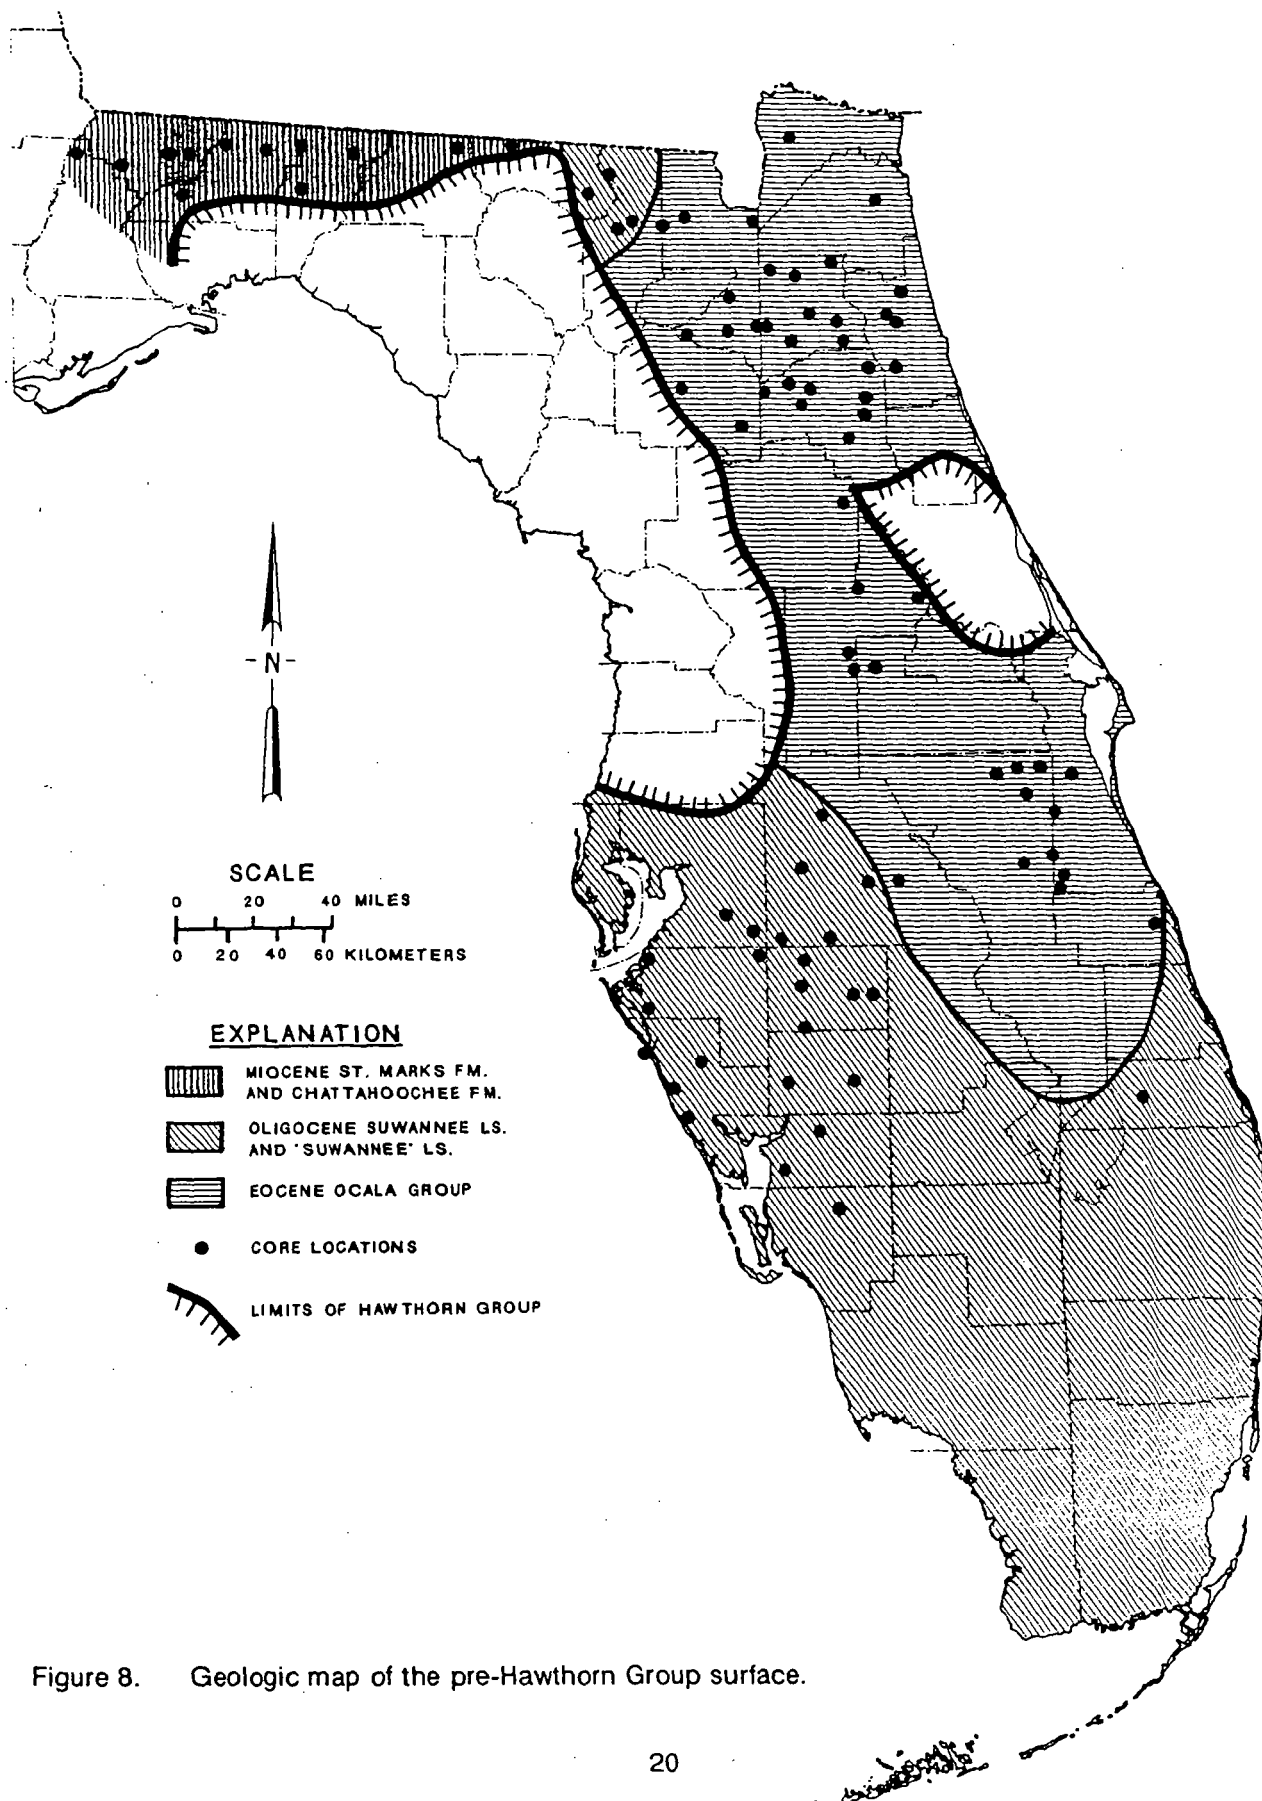 -N-
SCALE
0 20 40 MILES
0 20 40 60 KILOMETERS
EXPLANATION
MIOCENE ST. MARKS FM.
AND CHATTAHOOCHEE FM.
OLIGOCENE SUWANNEE LS.
AND "SUWANNEE" LS.
EOCENE OCALA GROUP
CORE LOCATIONS
LIMITS OF HAWTHORN GROUP
Figure 8. Geologic map of the pre-Hawthorn Group surface.
20